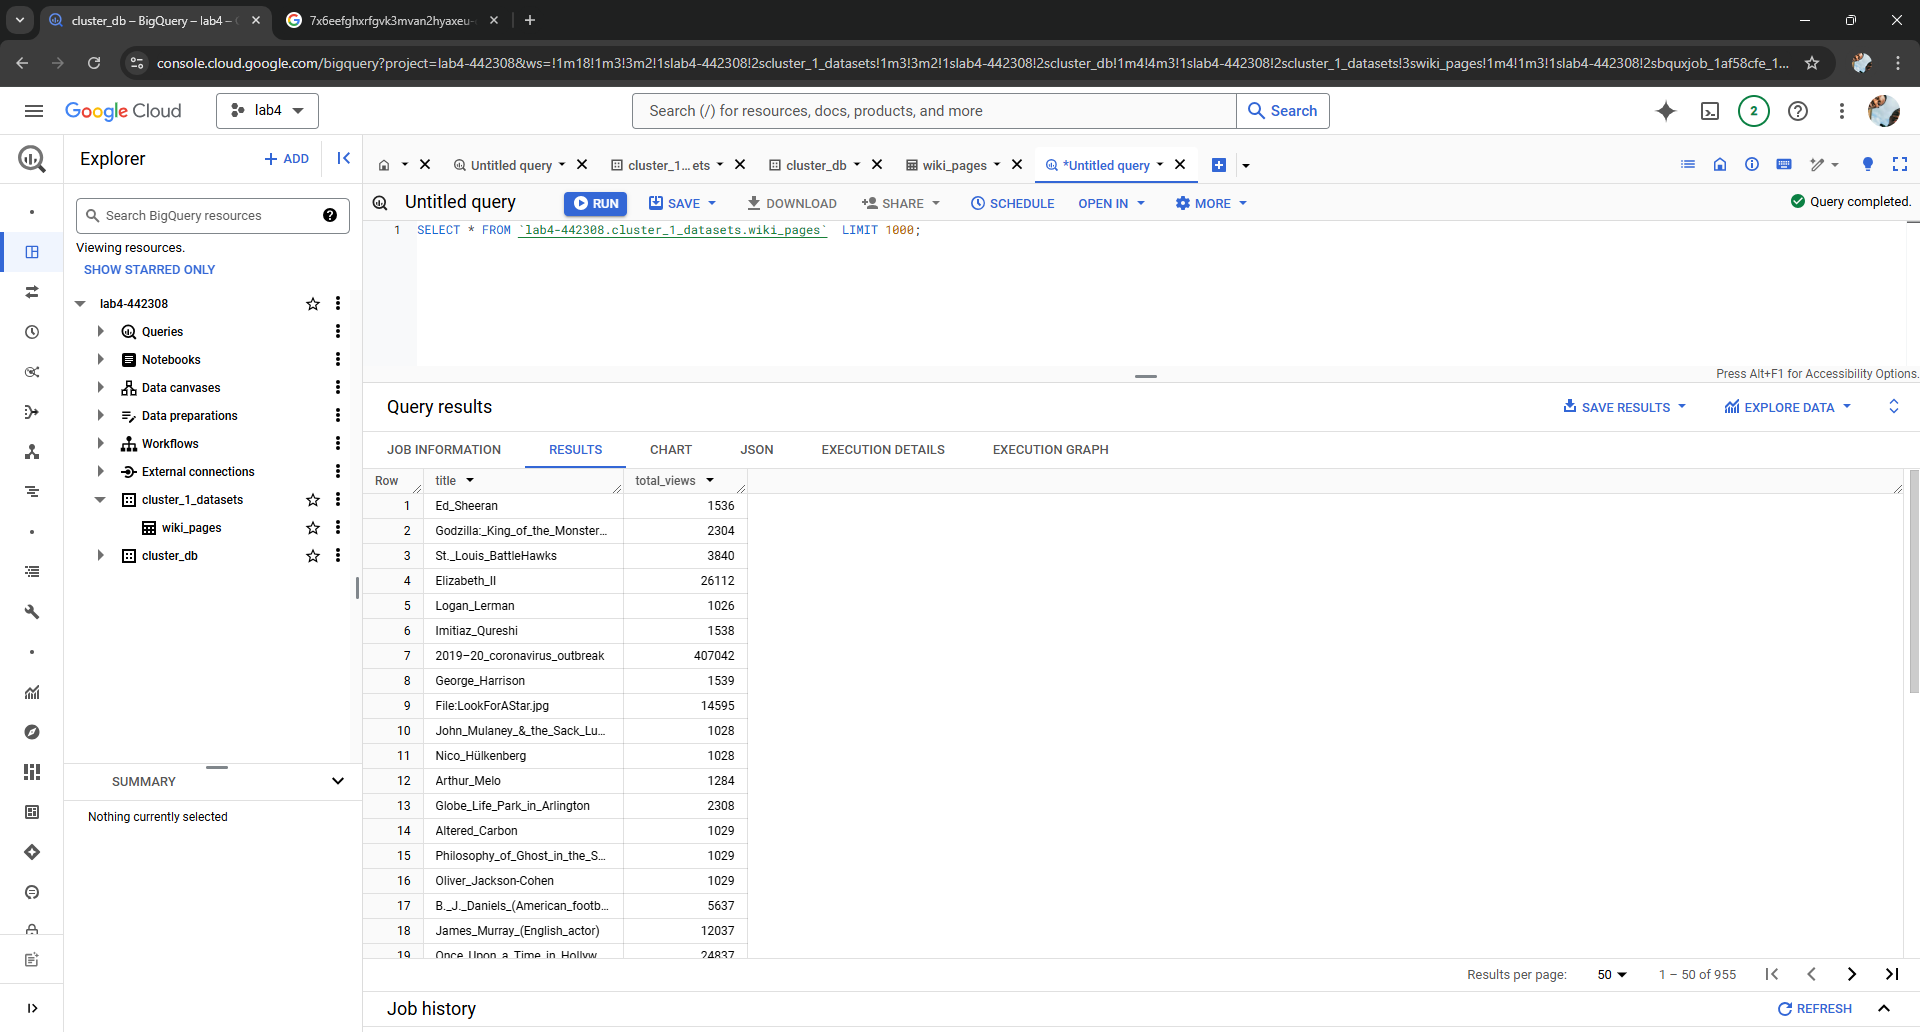 cluster_db – BigQuery – lab4 –
7x6eefghxrfgvk3mvan2hyaxeu-
console.cloud.google.com/bigquery?project=lab4-442308&ws=!1m18!1m3!3m2!1slab4-442308!2scluster_1_datasets!1m3!3m2!1slab4-442308!2scluster_db!1m4!4m3!1slab4-442308!2scluster_1_datasets!3swiki_pages!1m4!1m3!1slab4-442308!2sbquxjob_1af58cfe_1...
Google Cloud lab4 Search (/) for resources, docs, products, and more Search 2
Explorer + ADD
Untitled query cluster_1...ets cluster_db wiki_pages *Untitled query
Untitled query RUN SAVE DOWNLOAD SHARE SCHEDULE OPEN IN MORE Query completed.
Search BigQuery resources
Viewing resources.
SHOW STARRED ONLY
lab4-442308
Queries
Notebooks
Data canvases
Data preparations
Workflows
External connections
cluster_1_datasets
wiki_pages
cluster_db
SUMMARY
Nothing currently selected
1 SELECT * FROM `lab4-442308.cluster_1_datasets.wiki_pages` LIMIT 1000;
Press Alt+F1 for Accessibility Options.
Query results SAVE RESULTS EXPLORE DATA
JOB INFORMATION RESULTS CHART JSON EXECUTION DETAILS EXECUTION GRAPH
Row title total_views
1 Ed_Sheeran 1536
2 Godzilla:_King_of_the_Monster... 2304
3 St._Louis_BattleHawks 3840
4 Elizabeth_II 26112
5 Logan_Lerman 1026
6 Imitiaz_Qureshi 1538
7 2019–20_coronavirus_outbreak 407042
8 George_Harrison 1539
9 File:LookForAStar.jpg 14595
10 John_Mulaney_&_the_Sack_Lu... 1028
11 Nico_Hülkenberg 1028
12 Arthur_Melo 1284
13 Globe_Life_Park_in_Arlington 2308
14 Altered_Carbon 1029
15 Philosophy_of_Ghost_in_the_S... 1029
16 Oliver_Jackson-Cohen 1029
17 B._J._Daniels_(American_footb... 5637
18 James_Murray_(English_actor) 12037
19 Once_Upon_a_Time_in_Hollyw 24837
Results per page: 50 1 – 50 of 955
Job history REFRESH